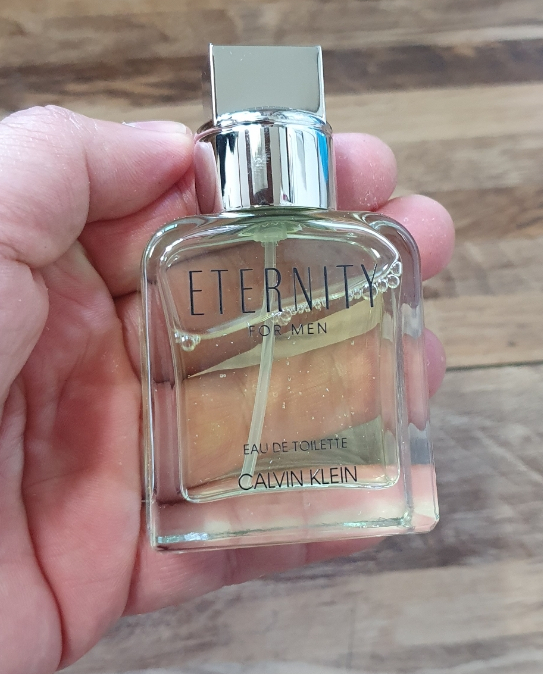 ETERNITY
FOR MEN
EAU DE TOILETTE
CALVIN KLEIN